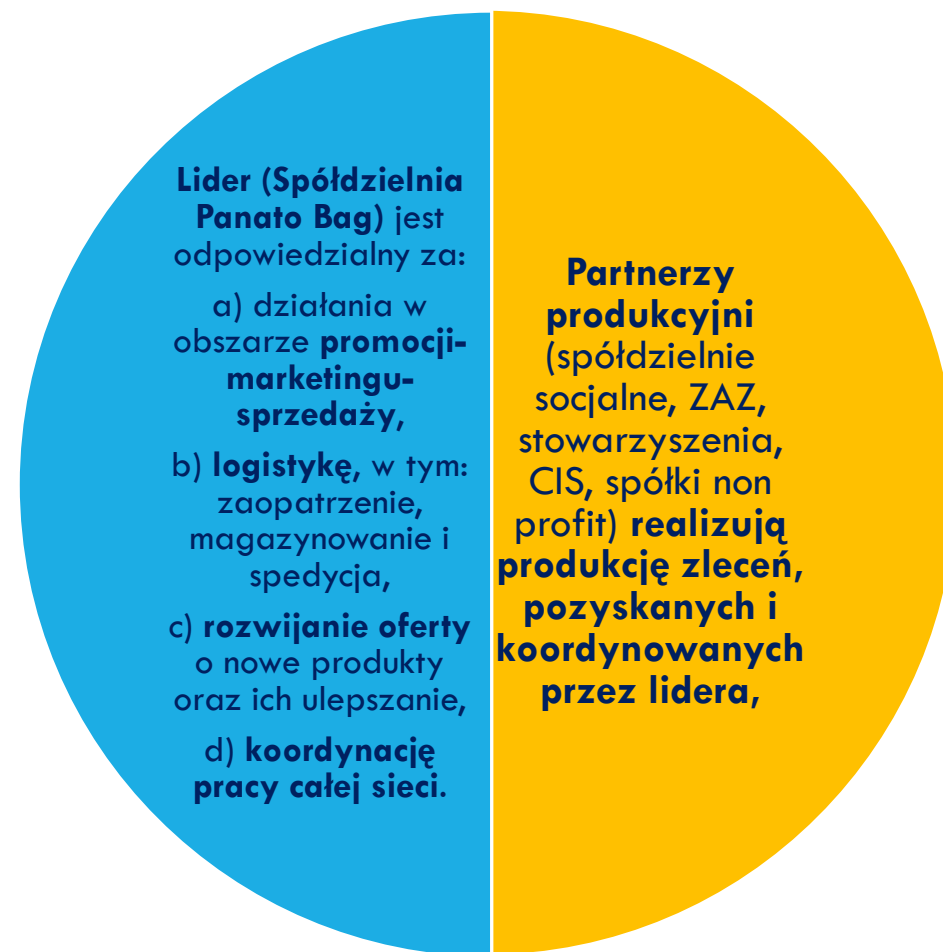 Lider (Spółdzielnia
Panato Bag) jest
odpowiedzialny za:
a) działania w
obszarze promocji-
marketingu-
sprzedaży,
b) logistykę, w tym:
zaopatrzenie,
magazynowanie i
spedycja,
c) rozwijanie oferty
o nowe produkty
oraz ich ulepszanie,
d) koordynację
pracy całej sieci.
Partnerzy
produkcyjni
(spółdzielnie
socjalne, ZAZ,
stowarzyszenia,
CIS, spółki non
profit) realizują
produkcję zleceń,
pozyskanych i
koordynowanych
przez lidera,